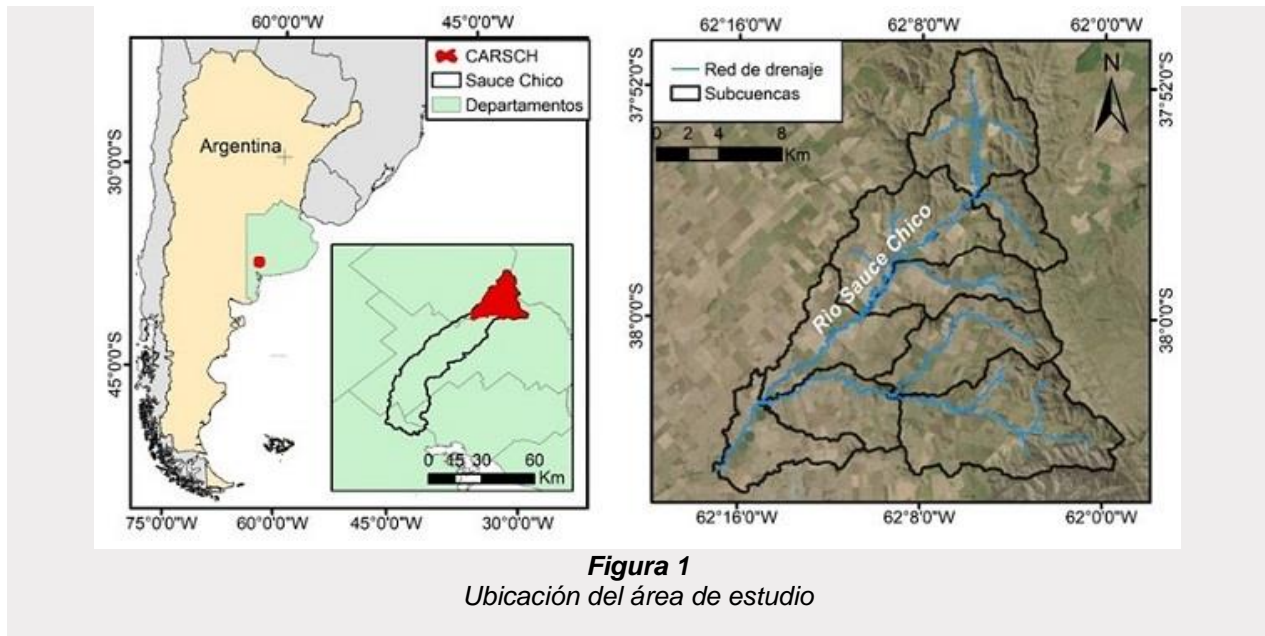 60°0'0"W
45°0'0"W
CARSCH
Sauce Chico
Departamentos
Argentina
30°0'0"S
45°0'0"S
0 15 30 60
Km
75°0'0"W
60°0'0"W
45°0'0"W
30°0'0"W
62°16'0"W
62°8'0"W
62°0'0"W
Red de drenaje
Subcuencas
N
0 2 4 8
Km
37°52'0"S
37°52'0"S
Río Sauce Chico
38°0'0"S
38°0'0"S
62°16'0"W
62°8'0"W
62°0'0"W
Figura 1
Ubicación del área de estudio